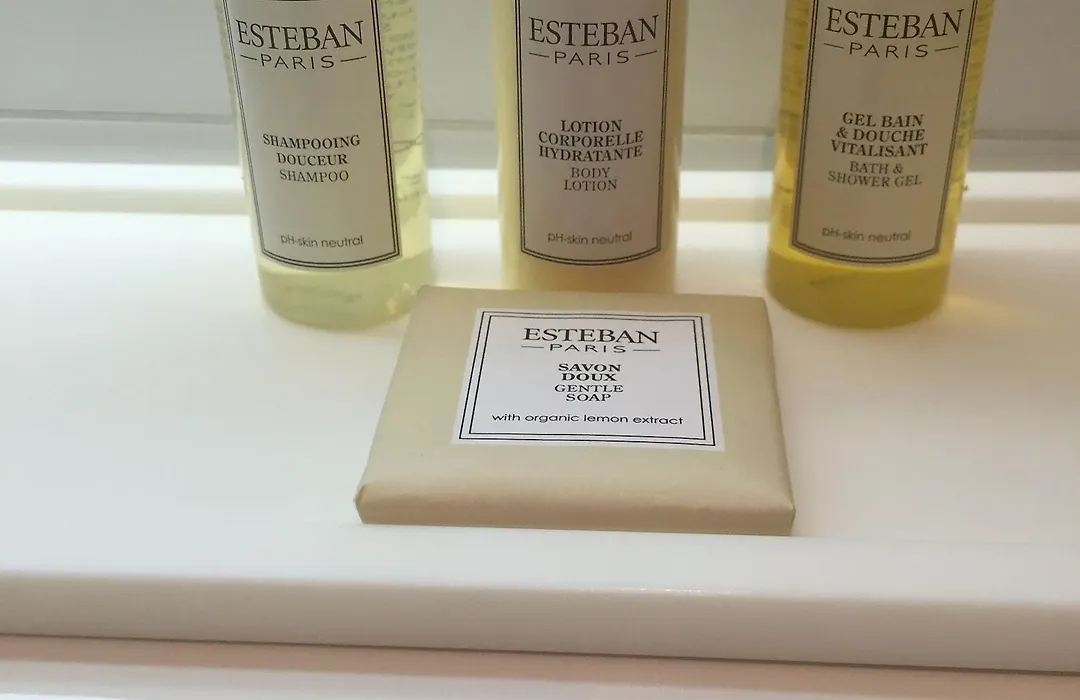 ESTEBAN
PARIS
SHAMPOOING
DOUCEUR
SHAMPOO
pH-skin neutral
ESTEBAN
PARIS
LOTION
CORPORELLE
HYDRATANTE
BODY
LOTION
pH-skin neutral
ESTEBAN
PARIS
GEL BAIN
& DOUCHE
VITALISANT
BATH &
SHOWER GEL
pH-skin neutral
ESTEBAN
PARIS
SAVON
DOUX
GENTLE
SOAP
with organic lemon extract